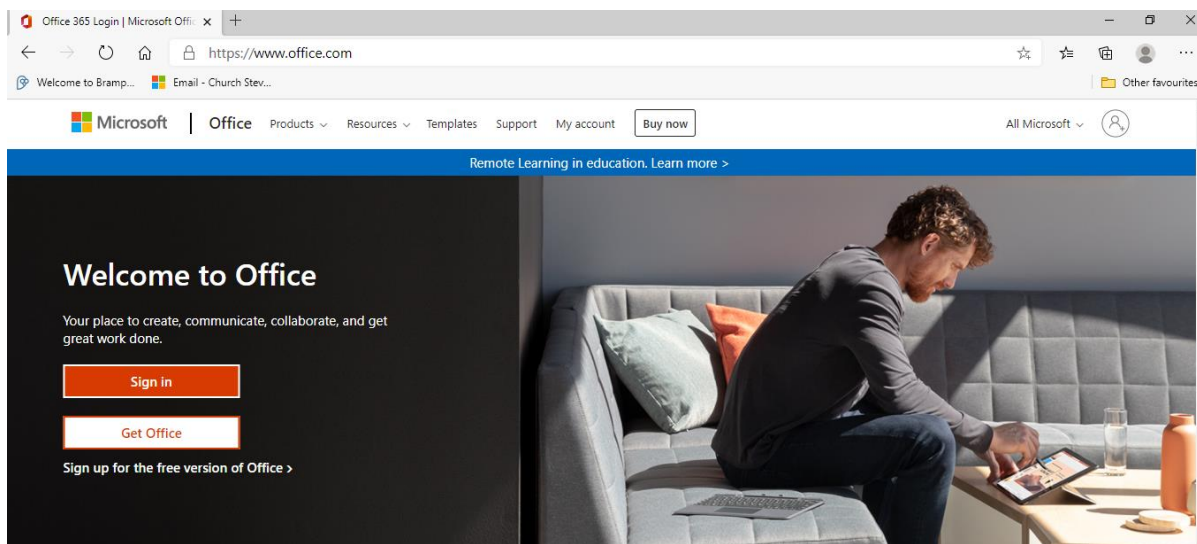 Office 365 Login | Microsoft Offic
https://www.office.com
Welcome to Bramp...
Email - Church Stev...
Other favourites
Microsoft
Office
Products
Resources
Templates
Support
My account
Buy now
All Microsoft
Remote Learning in education. Learn more >
Welcome to Office
Your place to create, communicate, collaborate, and get
great work done.
Sign in
Get Office
Sign up for the free version of Office >